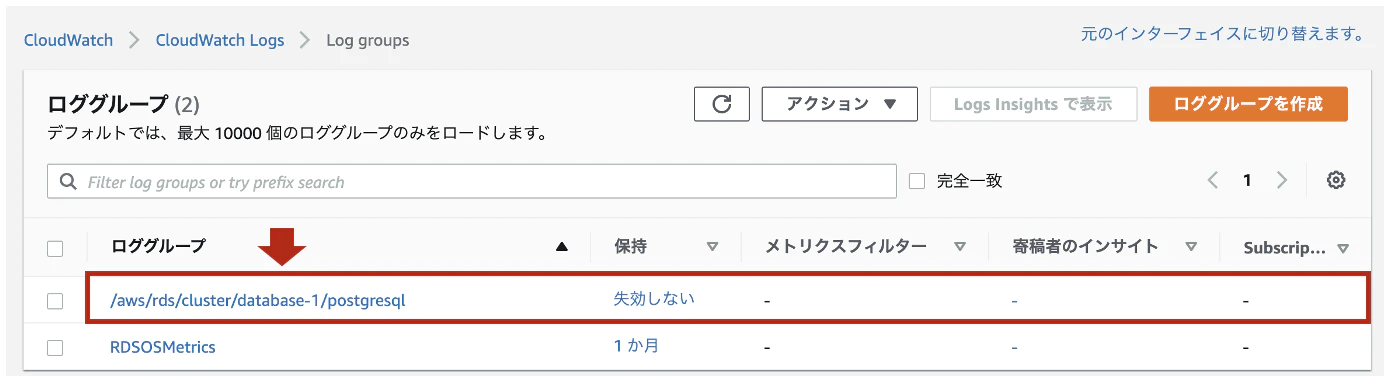 CloudWatch > CloudWatch Logs > Log groups
元のインターフェイスに切り替えます。
ロググループ (2)
アクション ▼
Logs Insights で表示
ロググループを作成
デフォルトでは、最大 10000 個のロググループのみをロードします。
Filter log groups or try prefix search
完全一致
< 1 >
ロググループ ▲ 保持 ▽ メトリクスフィルター ▽ 寄稿者のインサイト ▽ Subscrip... ▽
/aws/rds/cluster/database-1/postgresql 失効しない - - -
RDSOSMetrics 1 か月 - - -